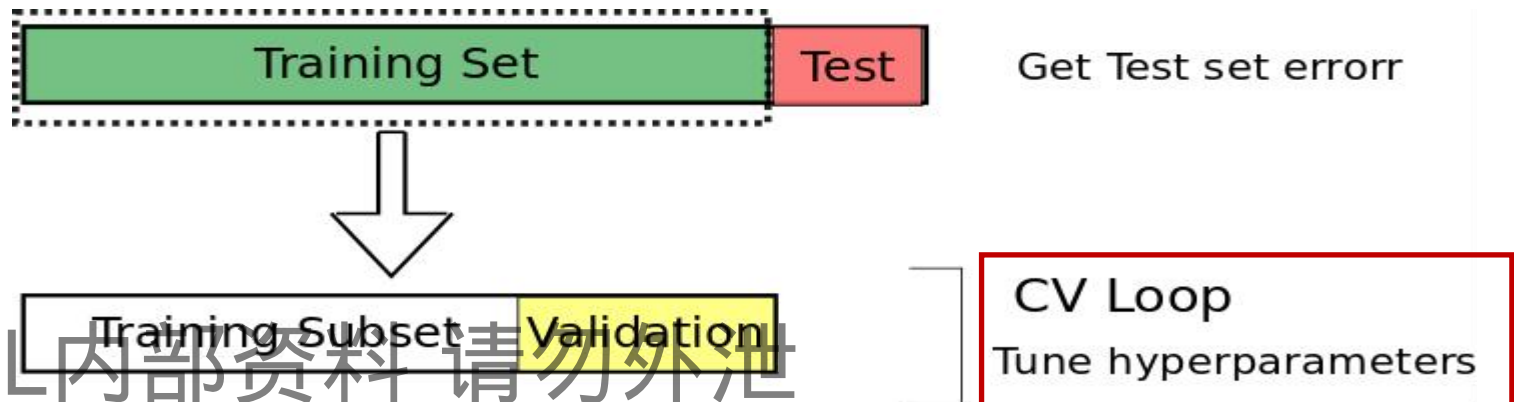 Training Set
Test
Get Test set errorr
CV Loop
Training Subset
Validation
Tune hyperparameters
L内部资料 请勿外泄